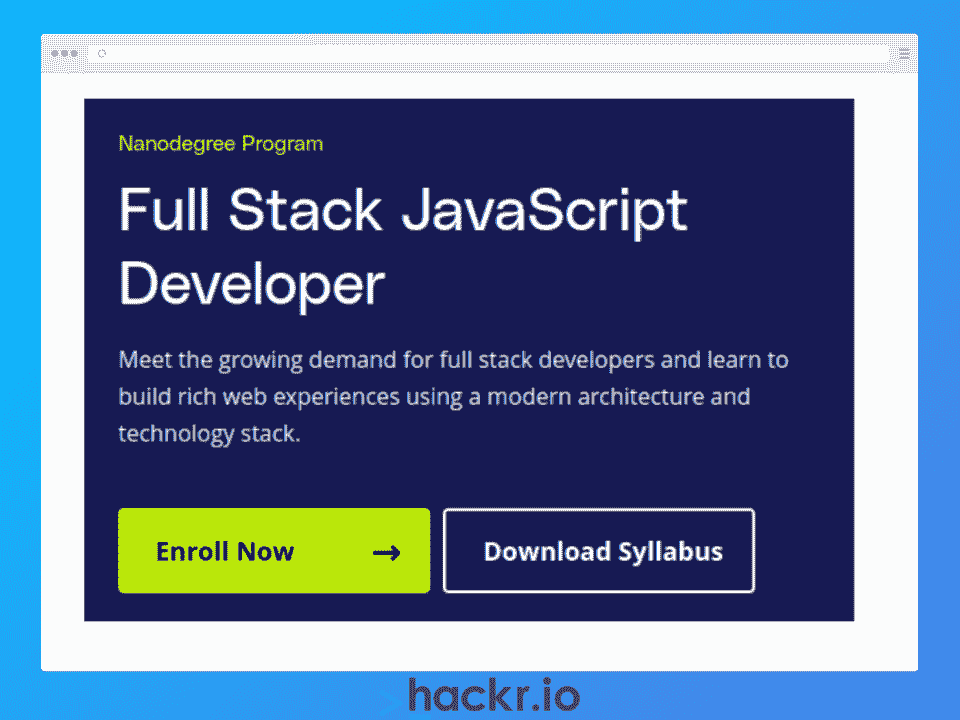 Nanodegree Program
Full Stack JavaScript
Developer
Meet the growing demand for full stack developers and learn to
build rich web experiences using a modern architecture and
technology stack.
Enroll Now →
Download Syllabus
hackr.io